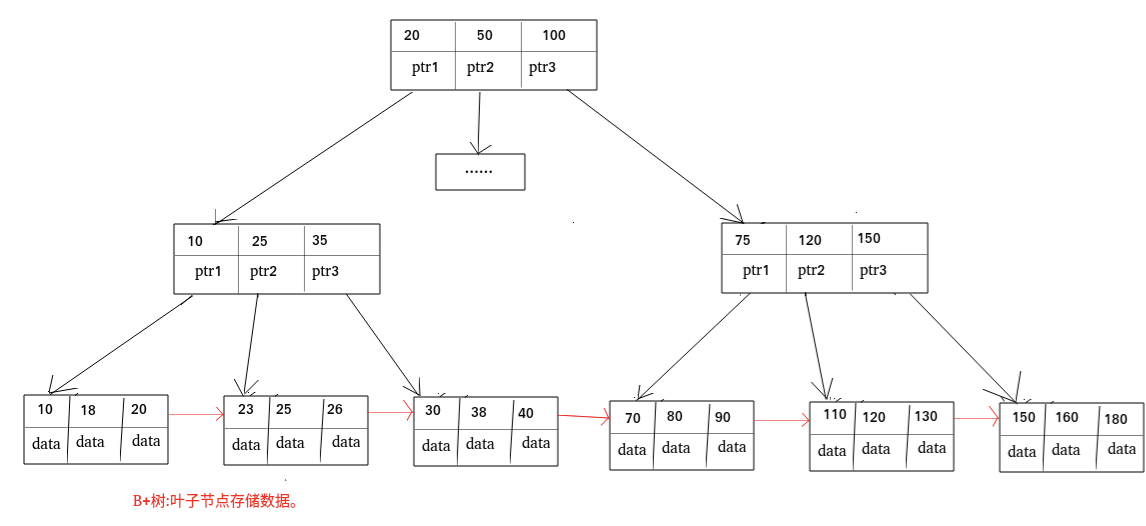 20 50 100
ptr1 ptr2 ptr3
......
10 25 35
ptr1 ptr2 ptr3
75 120 150
ptr1 ptr2 ptr3
10 18 20
data data data
23 25 26
data data data
30 38 40
data data data
70 80 90
data data data
110 120 130
data data data
150 160 180
data data data
B+树:叶子节点存储数据。